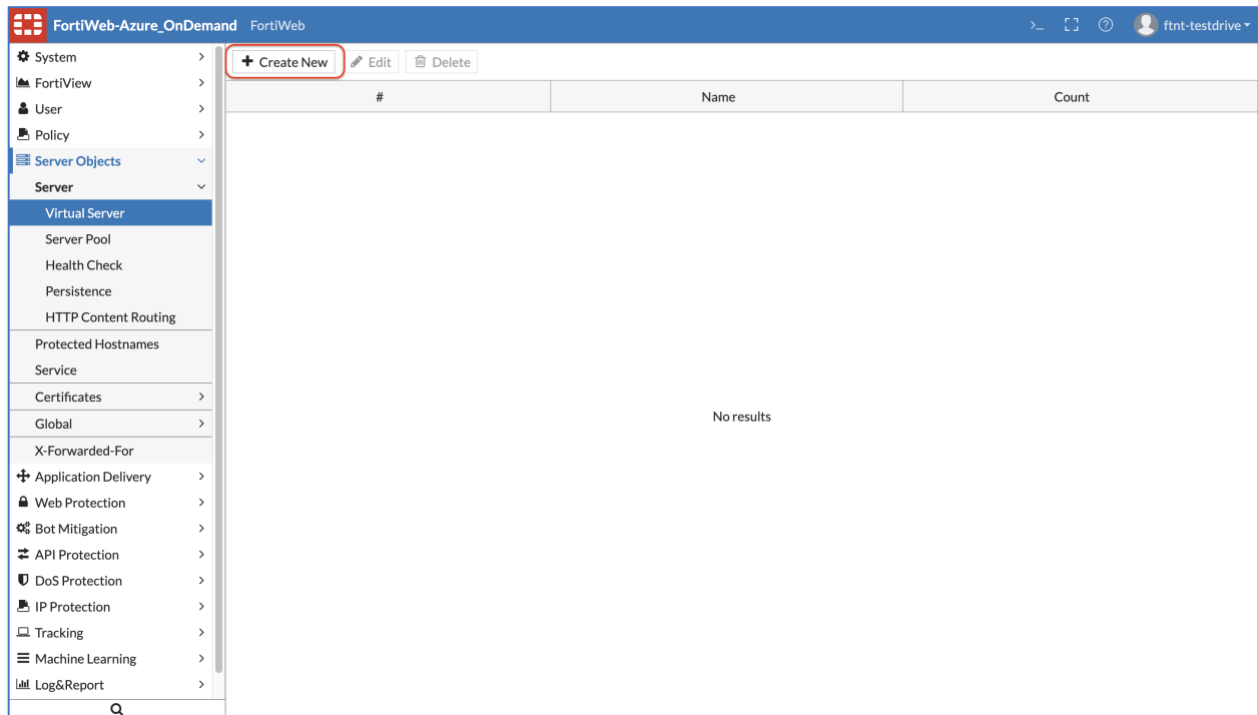 FortiWeb-Azure_OnDemand FortiWeb >_ ftnt-testdrive
System
FortiView
User
Policy
Server Objects
Server
Virtual Server
Server Pool
Health Check
Persistence
HTTP Content Routing
Protected Hostnames
Service
Certificates
Global
X-Forwarded-For
Application Delivery
Web Protection
Bot Mitigation
API Protection
DoS Protection
IP Protection
Tracking
Machine Learning
Log&Report
+ Create New Edit Delete
# Name Count
No results